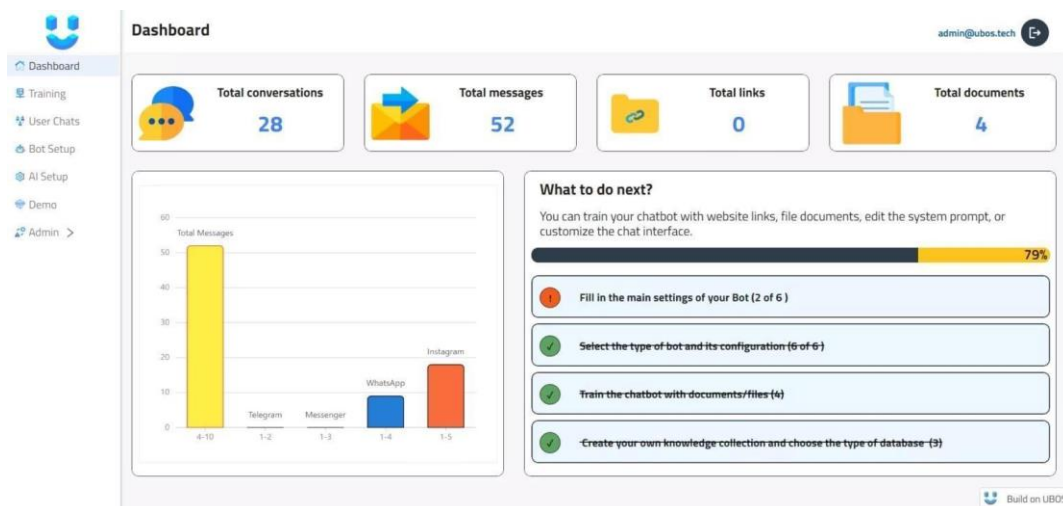 Dashboard
admin@ubos.tech
Dashboard
Training
User Chats
Bot Setup
AI Setup
Demo
Admin >
Total conversations
28
Total messages
52
Total links
0
Total documents
4
60
Total Messages
50
40
30
20
Instagram
WhatsApp
10
Telegram Messenger
0
4-10 1-2 1-3 1-4 1-5
What to do next?
You can train your chatbot with website links, file documents, edit the system prompt, or
customize the chat interface.
79%
! Fill in the main settings of your Bot (2 of 6 )
✓ Select the type of bot and its configuration (6 of 6 )
✓ Train the chatbot with documents/files (4)
✓ Create your own knowledge collection and choose the type of database (3)
Build on UBOS